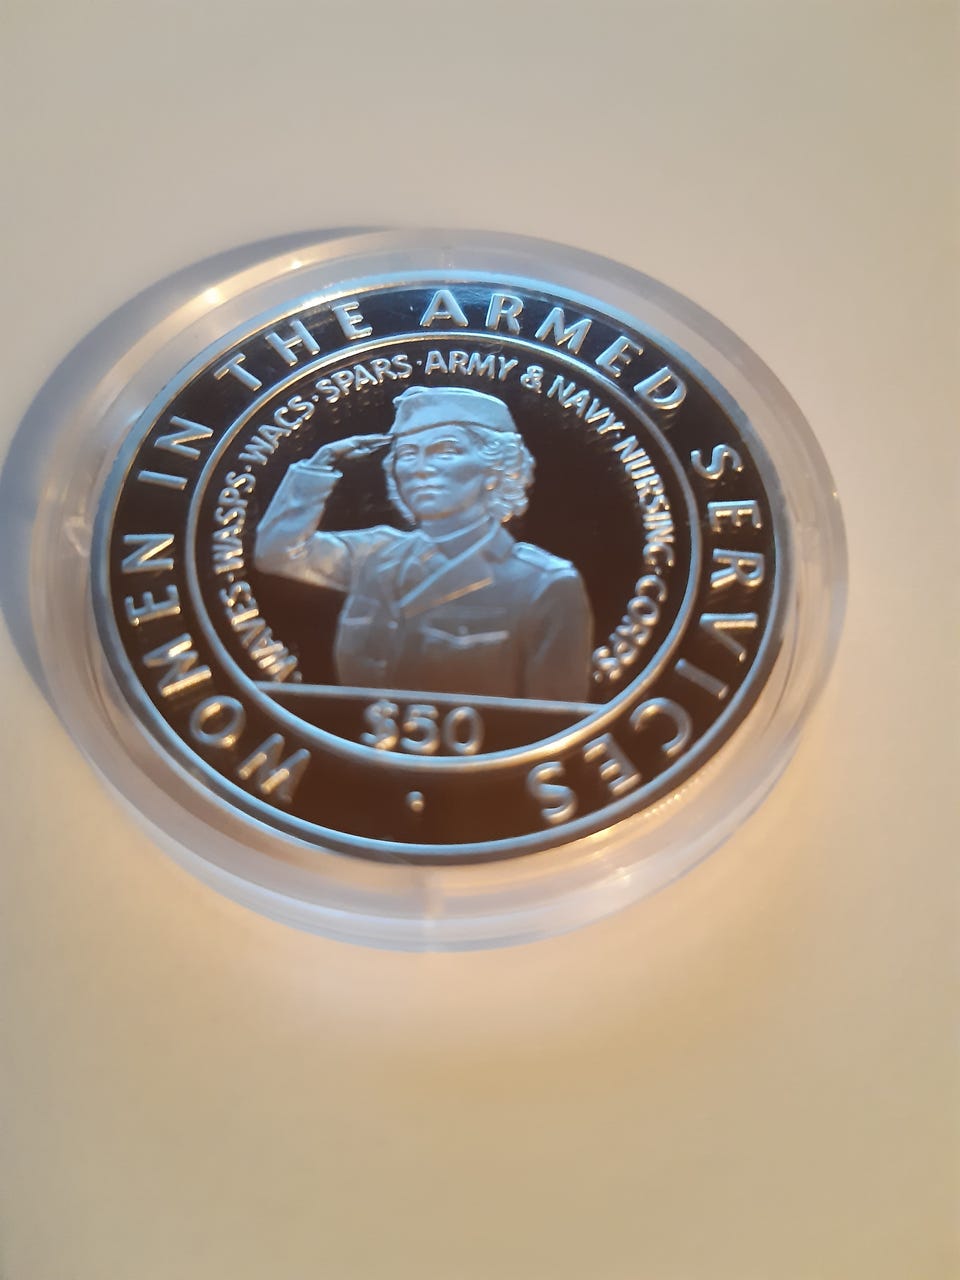 WOMEN IN THE ARMED SERVICES
·WAVES·WASPS·WACS·SPARS·ARMY & NAVY NURSING·CORPS·
$50